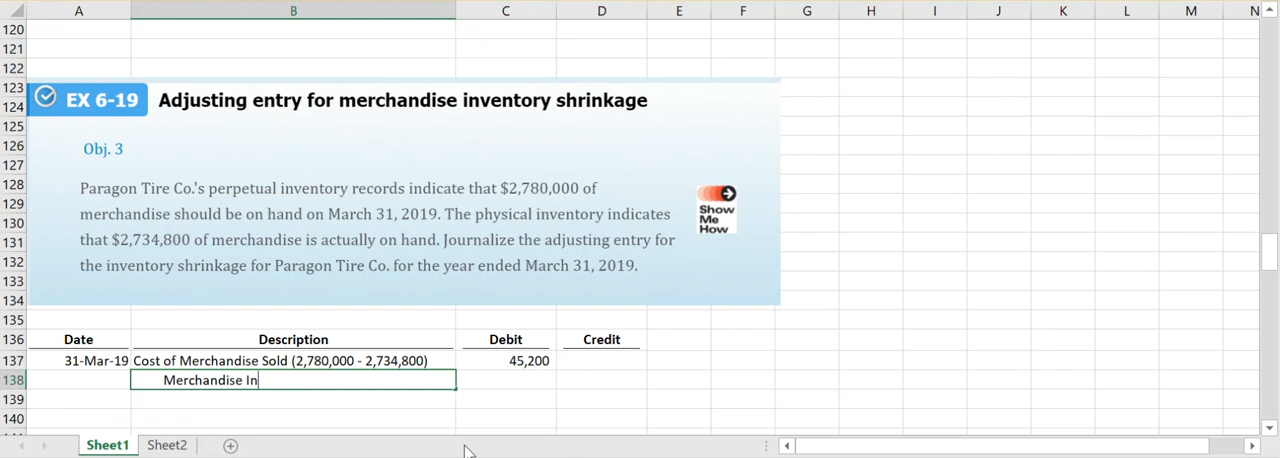 A B C D E F G H I J K L M N
120
121
122
123
EX 6-19 Adjusting entry for merchandise inventory shrinkage
124
125
126
Obj. 3
127
128
Paragon Tire Co.'s perpetual inventory records indicate that $2,780,000 of
129
merchandise should be on hand on March 31, 2019. The physical inventory indicates
130
that $2,734,800 of merchandise is actually on hand. Journalize the adjusting entry for
131
the inventory shrinkage for Paragon Tire Co. for the year ended March 31, 2019.
132
Show
Me
How
133
134
135
136 Date Description Debit Credit
137 31-Mar-19 Cost of Merchandise Sold (2,780,000 - 2,734,800) 45,200
138 Merchandise In
139
140
Sheet1 Sheet2